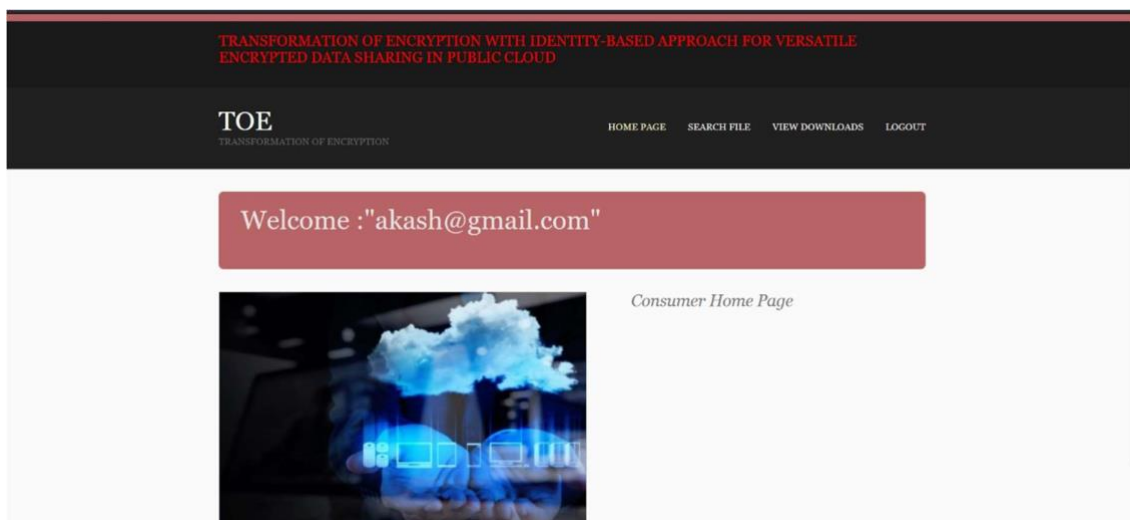 TRANSFORMATION OF ENCRYPTION WITH IDENTITY-BASED APPROACH FOR VERSATILE
ENCRYPTED DATA SHARING IN PUBLIC CLOUD
TOE
TRANSFORMATION OF ENCRYPTION
HOME PAGE SEARCH FILE VIEW DOWNLOADS LOGOUT
Welcome :"akash@gmail.com"
Consumer Home Page